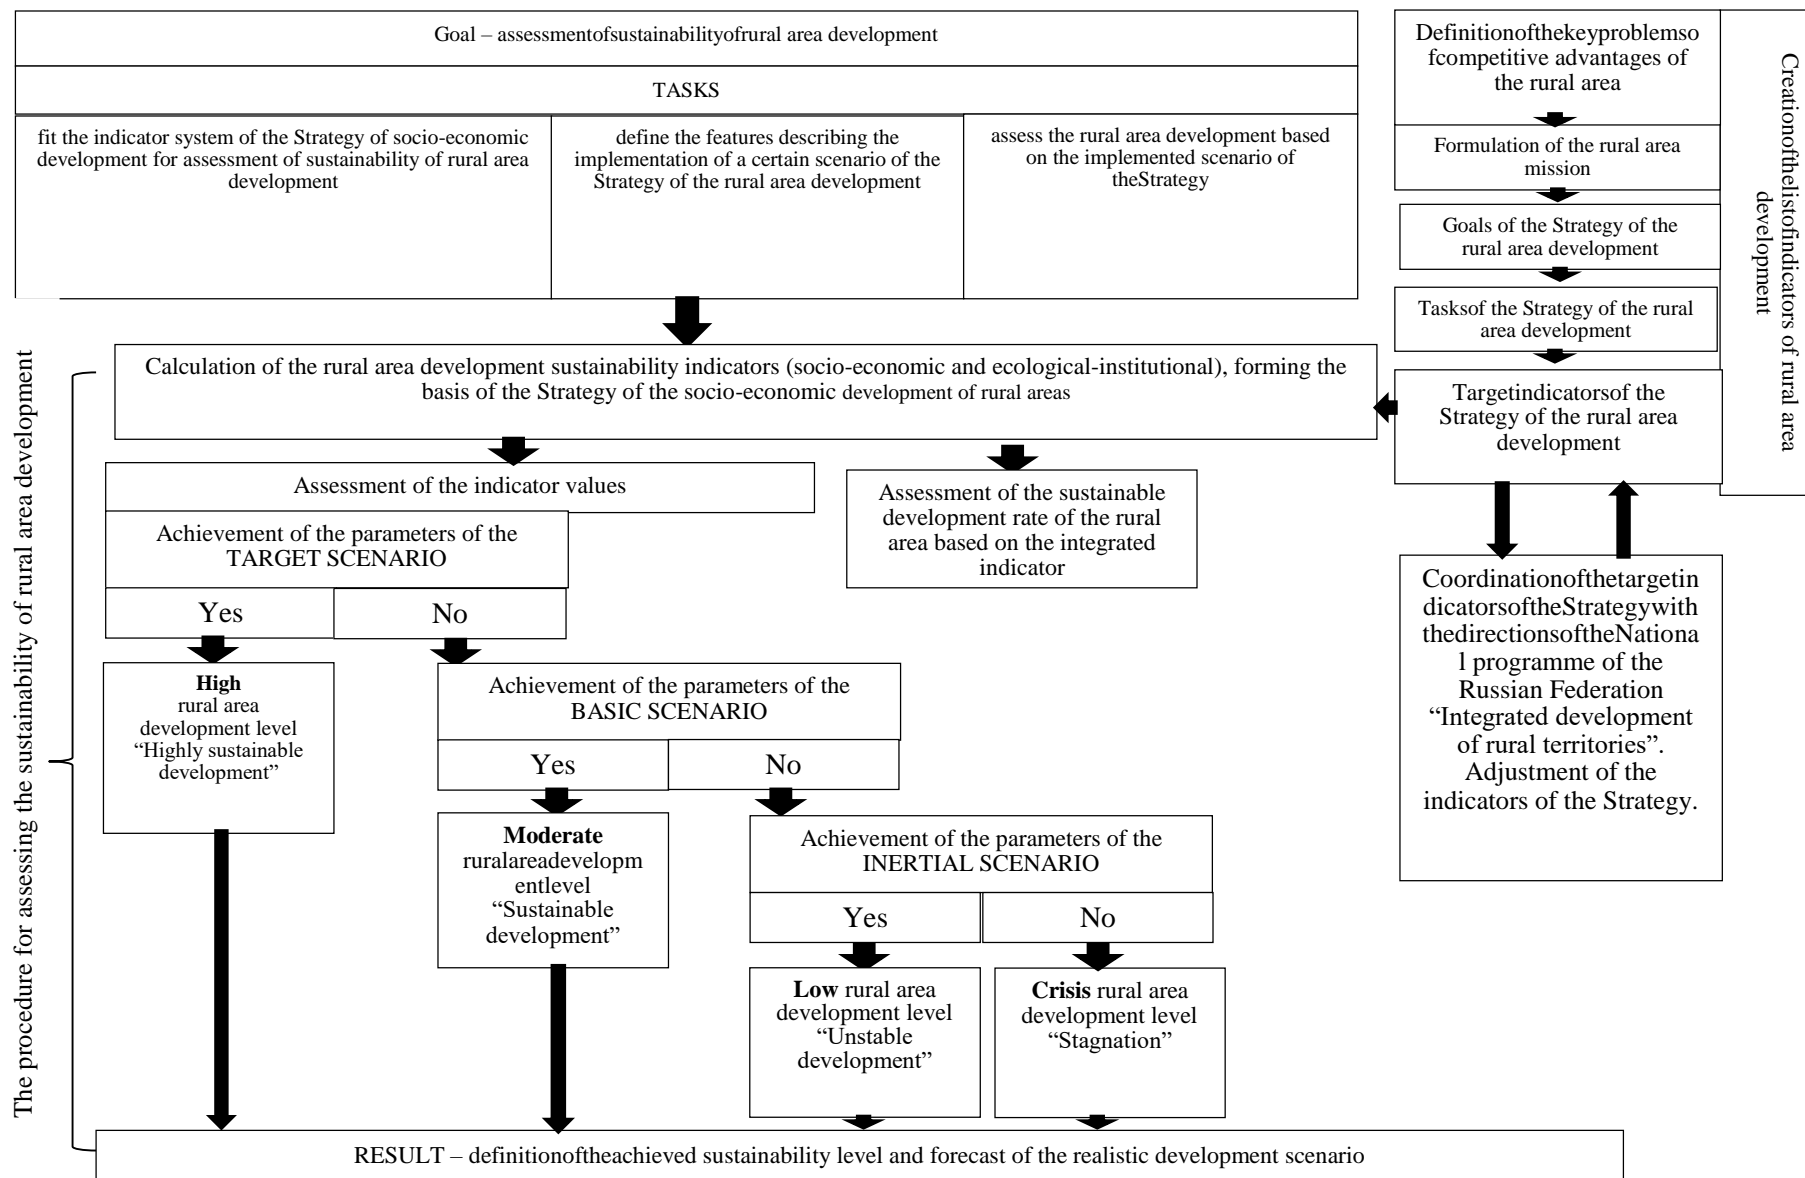 Goal – assessmentofsustainabilityofrural area development
TASKS
fit the indicator system of the Strategy of socio-economic
development for assessment of sustainability of rural area
development
define the features describing the
implementation of a certain scenario of the
Strategy of the rural area development
assess the rural area development based
on the implemented scenario of
theStrategy
Definitionofthekeyproblemso
fcompetitive advantages of
the rural area
Formulation of the rural area
mission
Goals of the Strategy of the
rural area development
Tasksof the Strategy of the rural
area development
Targetindicatorsof the
Strategy of the rural area
development
Creationofthelistofindicators of rural area
development
Coordinationofthetargetin
dicatorsoftheStrategywith
thedirectionsoftheNationa
l programme of the
Russian Federation
“Integrated development
of rural territories”.
Adjustment of the
indicators of the Strategy.
The procedure for assessing the sustainability of rural area development
Calculation of the rural area development sustainability indicators (socio-economic and ecological-institutional), forming the
basis of the Strategy of the socio-economic development of rural areas
Assessment of the indicator values
Assessment of the sustainable
development rate of the rural
area based on the integrated
indicator
Achievement of the parameters of the
TARGET SCENARIO
Yes
No
High
rural area
development level
“Highly sustainable
development”
Achievement of the parameters of the
BASIC SCENARIO
Yes
No
Moderate
ruralareadevelopm
entlevel
“Sustainable
development”
Achievement of the parameters of the
INERTIAL SCENARIO
Yes
No
Low rural area
development level
“Unstable
development”
Crisis rural area
development level
“Stagnation”
RESULT – definitionoftheachieved sustainability level and forecast of the realistic development scenario